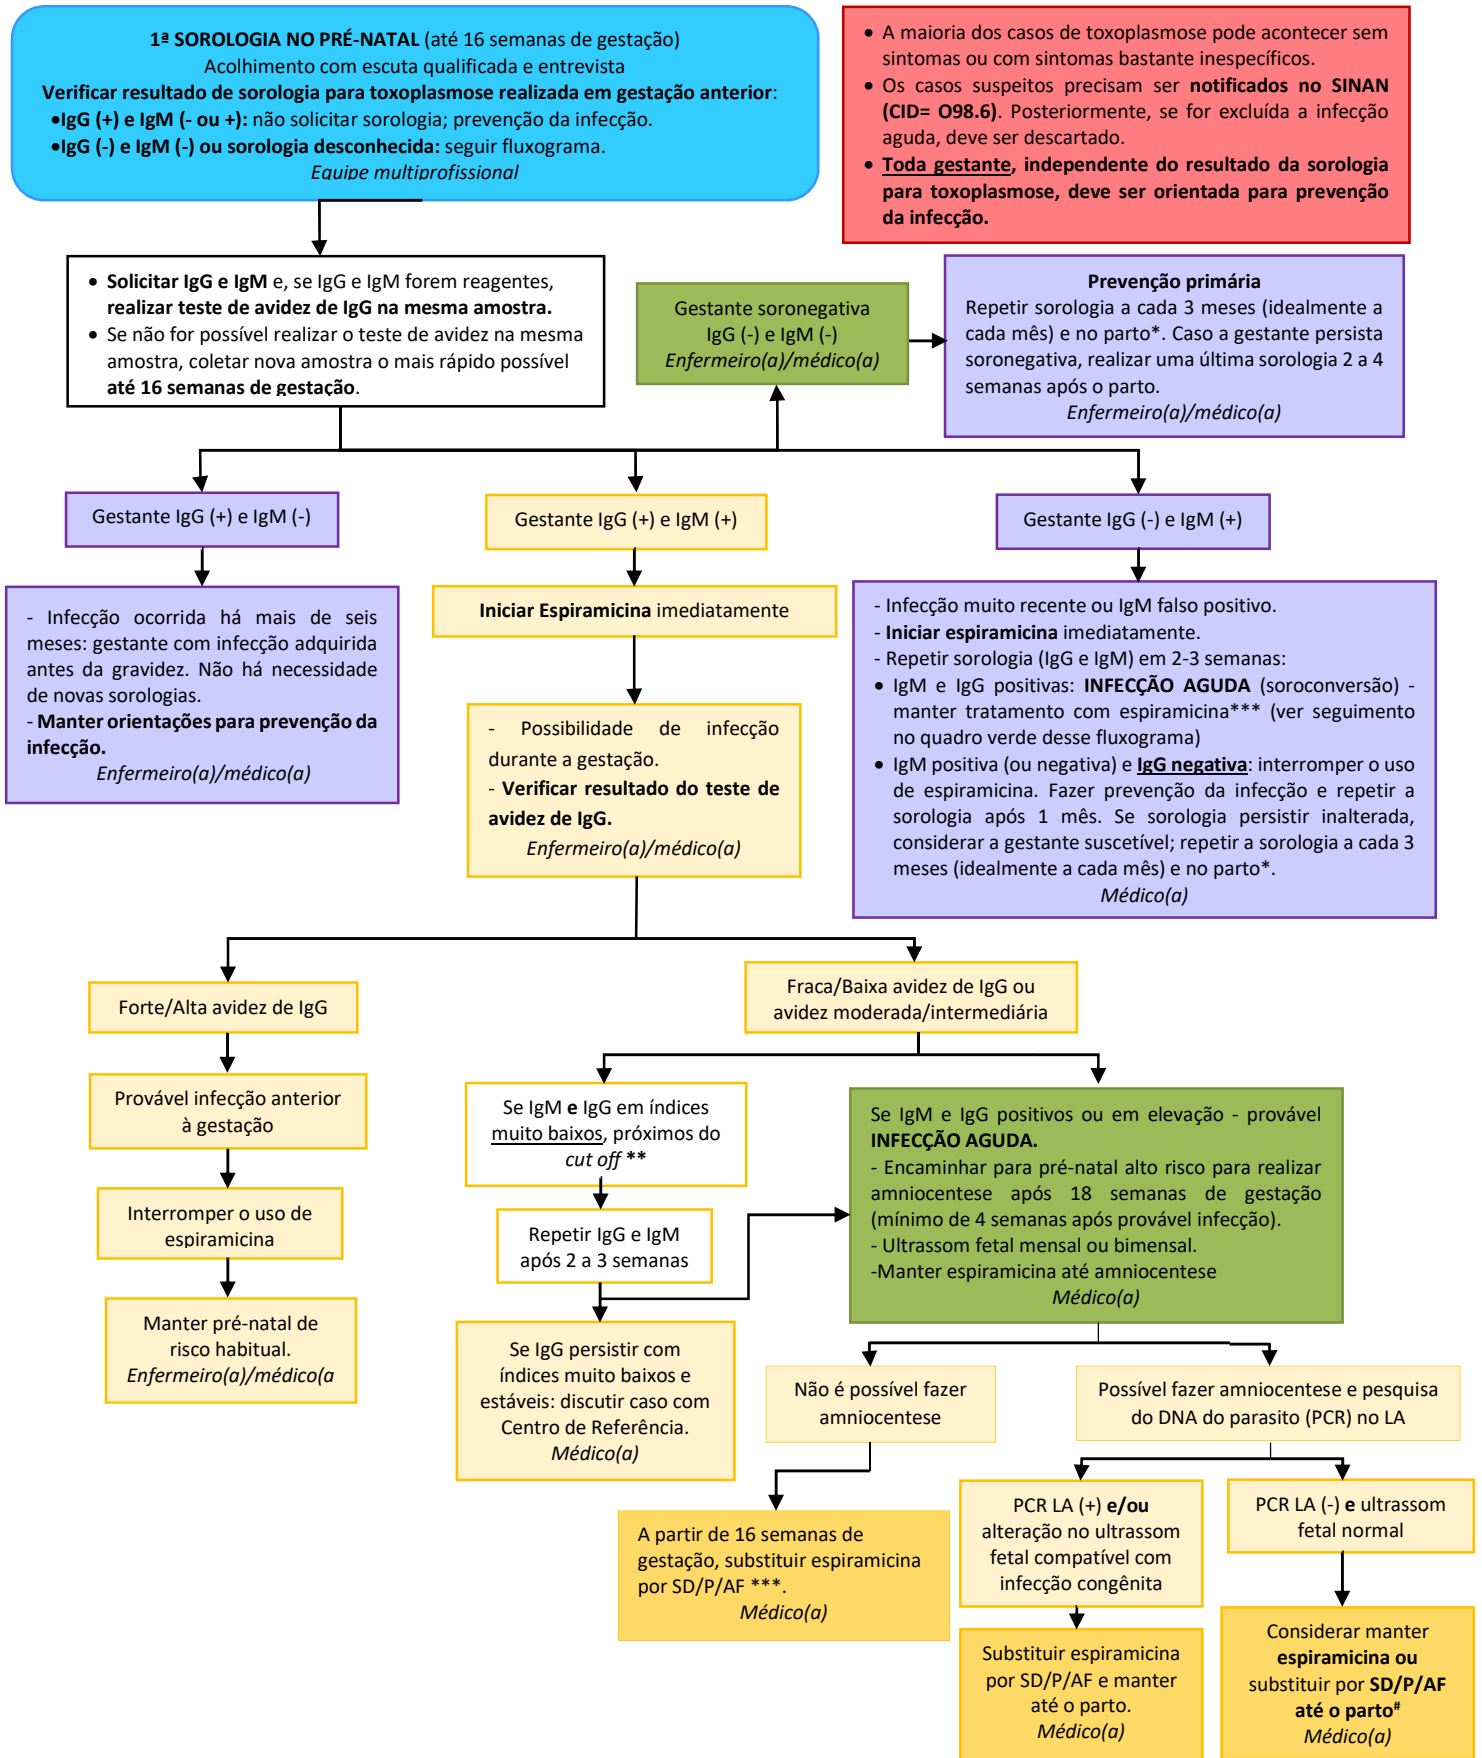 1ª SOROLOGIA NO PRÉ-NATAL (até 16 semanas de gestação)
Acolhimento com escuta qualificada e entrevista
Verificar resultado de sorologia para toxoplasmose realizada em gestação anterior:
•IgG (+) e IgM (- ou +): não solicitar sorologia; prevenção da infecção.
•IgG (-) e IgM (-) ou sorologia desconhecida: seguir fluxograma.
Equipe multiprofissional
• A maioria dos casos de toxoplasmose pode acontecer sem
sintomas ou com sintomas bastante inespecíficos.
• Os casos suspeitos precisam ser notificados no SINAN
(CID= O98.6). Posteriormente, se for excluída a infecção
aguda, deve ser descartado.
• Toda gestante, independente do resultado da sorologia
para toxoplasmose, deve ser orientada para prevenção
da infecção.
• Solicitar IgG e IgM e, se IgG e IgM forem reagentes,
realizar teste de avidez de IgG na mesma amostra.
• Se não for possível realizar o teste de avidez na mesma
amostra, coletar nova amostra o mais rápido possível
até 16 semanas de gestação.
Gestante soronegativa
IgG (-) e IgM (-)
Enfermeiro(a)/médico(a)
Prevenção primária
Repetir sorologia a cada 3 meses (idealmente a
cada mês) e no parto*. Caso a gestante persista
soronegativa, realizar uma última sorologia 2 a 4
semanas após o parto.
Enfermeiro(a)/médico(a)
Gestante IgG (+) e IgM (-)
Gestante IgG (+) e IgM (+)
Gestante IgG (-) e IgM (+)
- Infecção ocorrida há mais de seis
meses: gestante com infecção adquirida
antes da gravidez. Não há necessidade
de novas sorologias.
- Manter orientações para prevenção da
infecção.
Enfermeiro(a)/médico(a)
Iniciar Espiramicina imediatamente
- Possibilidade de infecção
durante a gestação.
- Verificar resultado do teste de
avidez de IgG.
Enfermeiro(a)/médico(a)
- Infecção muito recente ou IgM falso positivo.
- Iniciar espiramicina imediatamente.
- Repetir sorologia (IgG e IgM) em 2-3 semanas:
• IgM e IgG positivas: INFECÇÃO AGUDA (soroconversão) -
manter tratamento com espiramicina*** (ver seguimento
no quadro verde desse fluxograma)
• IgM positiva (ou negativa) e IgG negativa: interromper o uso
de espiramicina. Fazer prevenção da infecção e repetir a
sorologia após 1 mês. Se sorologia persistir inalterada,
considerar a gestante suscetível; repetir a sorologia a cada 3
meses (idealmente a cada mês) e no parto*.
Médico(a)
Forte/Alta avidez de IgG
Provável infecção anterior
à gestação
Interromper o uso de
espiramicina
Manter pré-natal de
risco habitual.
Enfermeiro(a)/médico(a
Fraca/Baixa avidez de IgG ou
avidez moderada/intermediária
Se IgM e IgG em índices
muito baixos, próximos do
cut off **
Repetir IgG e IgM
após 2 a 3 semanas
Se IgG persistir com
índices muito baixos e
estáveis: discutir caso com
Centro de Referência.
Médico(a)
Se IgM e IgG positivos ou em elevação - provável
INFECÇÃO AGUDA.
- Encaminhar para pré-natal alto risco para realizar
amniocentese após 18 semanas de gestação
(mínimo de 4 semanas após provável infecção).
- Ultrassom fetal mensal ou bimensal.
-Manter espiramicina até amniocentese
Médico(a)
Não é possível fazer
amniocentese
Possível fazer amniocentese e pesquisa
do DNA do parasito (PCR) no LA
A partir de 16 semanas de
gestação, substituir espiramicina
por SD/P/AF ***.
Médico(a)
PCR LA (+) e/ou
alteração no ultrassom
fetal compatível com
infecção congênita
PCR LA (-) e ultrassom
fetal normal
Substituir espiramicina
por SD/P/AF e manter
até o parto.
Médico(a)
Considerar manter
espiramicina ou
substituir por SD/P/AF
até o parto#
Médico(a)